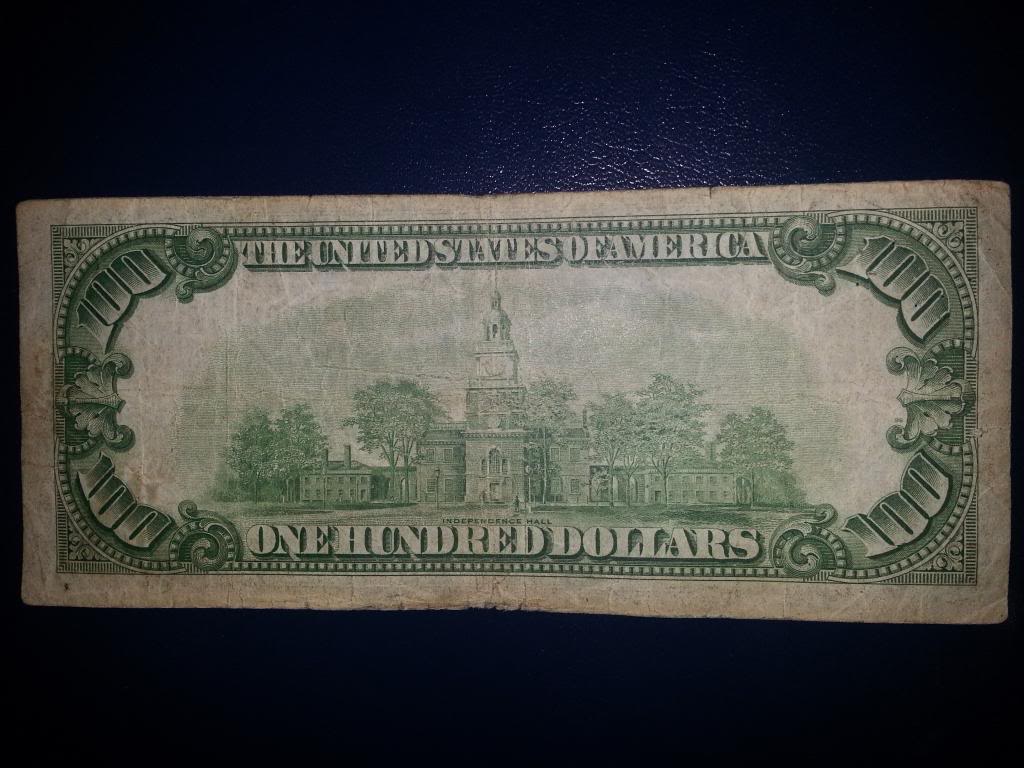 THE UNITED STATES OF AMERICA
100 100
INDEPENDENCE HALL
100 100
ONE HUNDRED DOLLARS